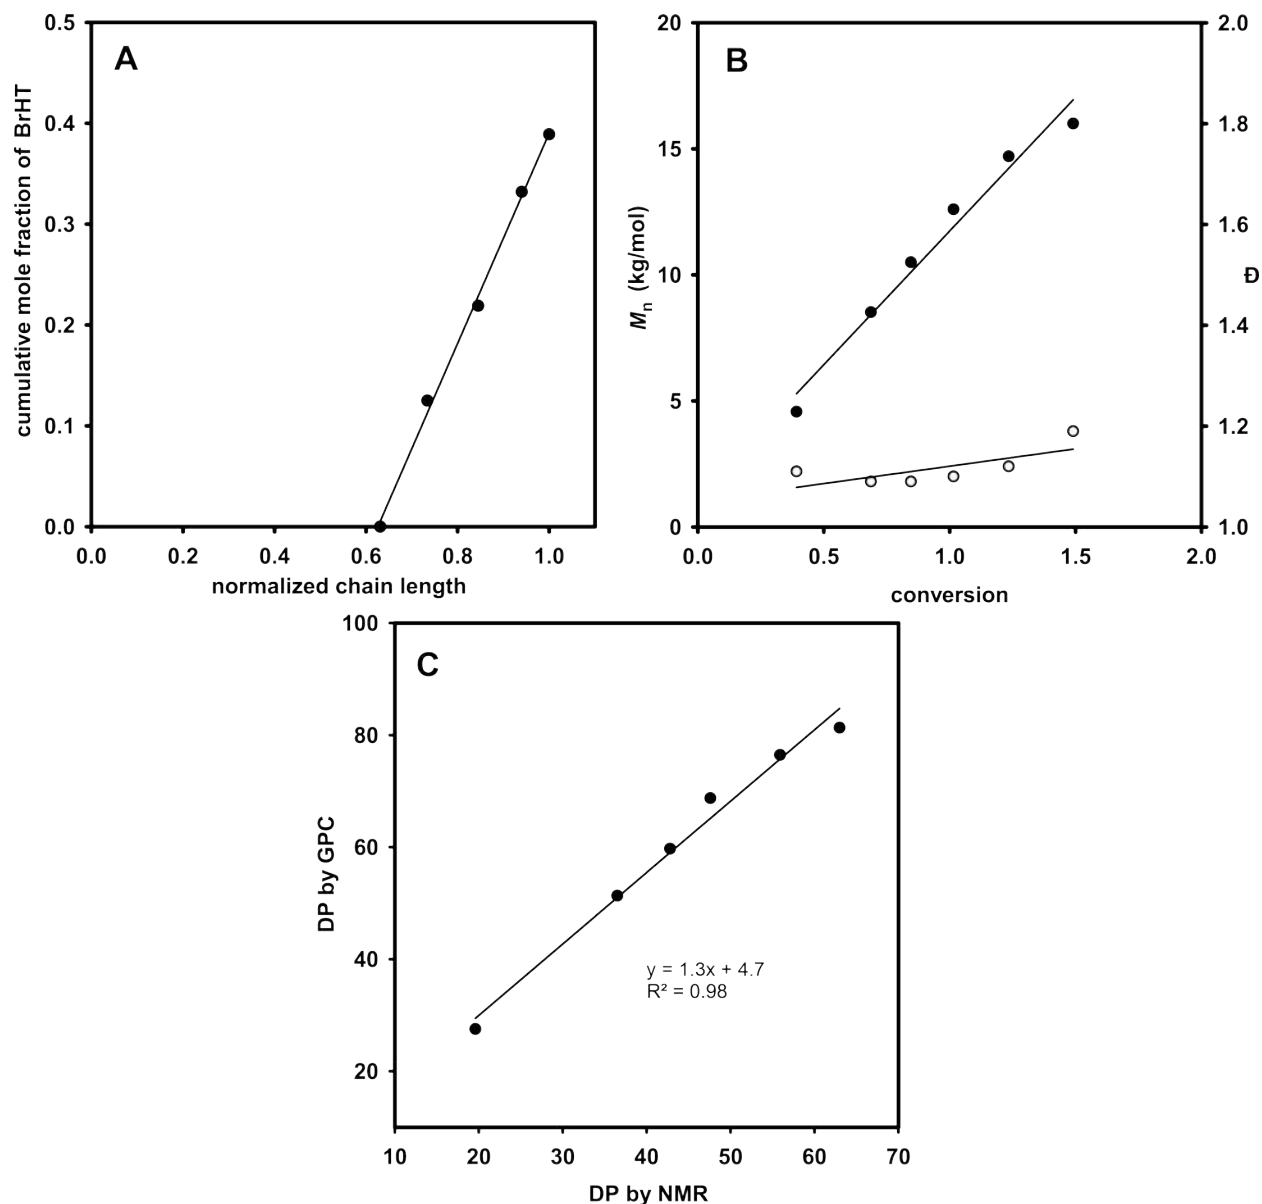 A
cumulative mole fraction of BrHT
0.5
0.4
0.3
0.2
0.1
0.0
0.0 0.2 0.4 0.6 0.8 1.0
normalized chain length
B
Mn (kg/mol)
20
15
10
5
0
2.0
1.8
1.6
1.4
1.2
1.0
Đ
0.0 0.5 1.0 1.5 2.0
conversion
C
DP by GPC
100
80
60
40
20
y = 1.3x + 4.7
R² = 0.98
10 20 30 40 50 60 70
DP by NMR